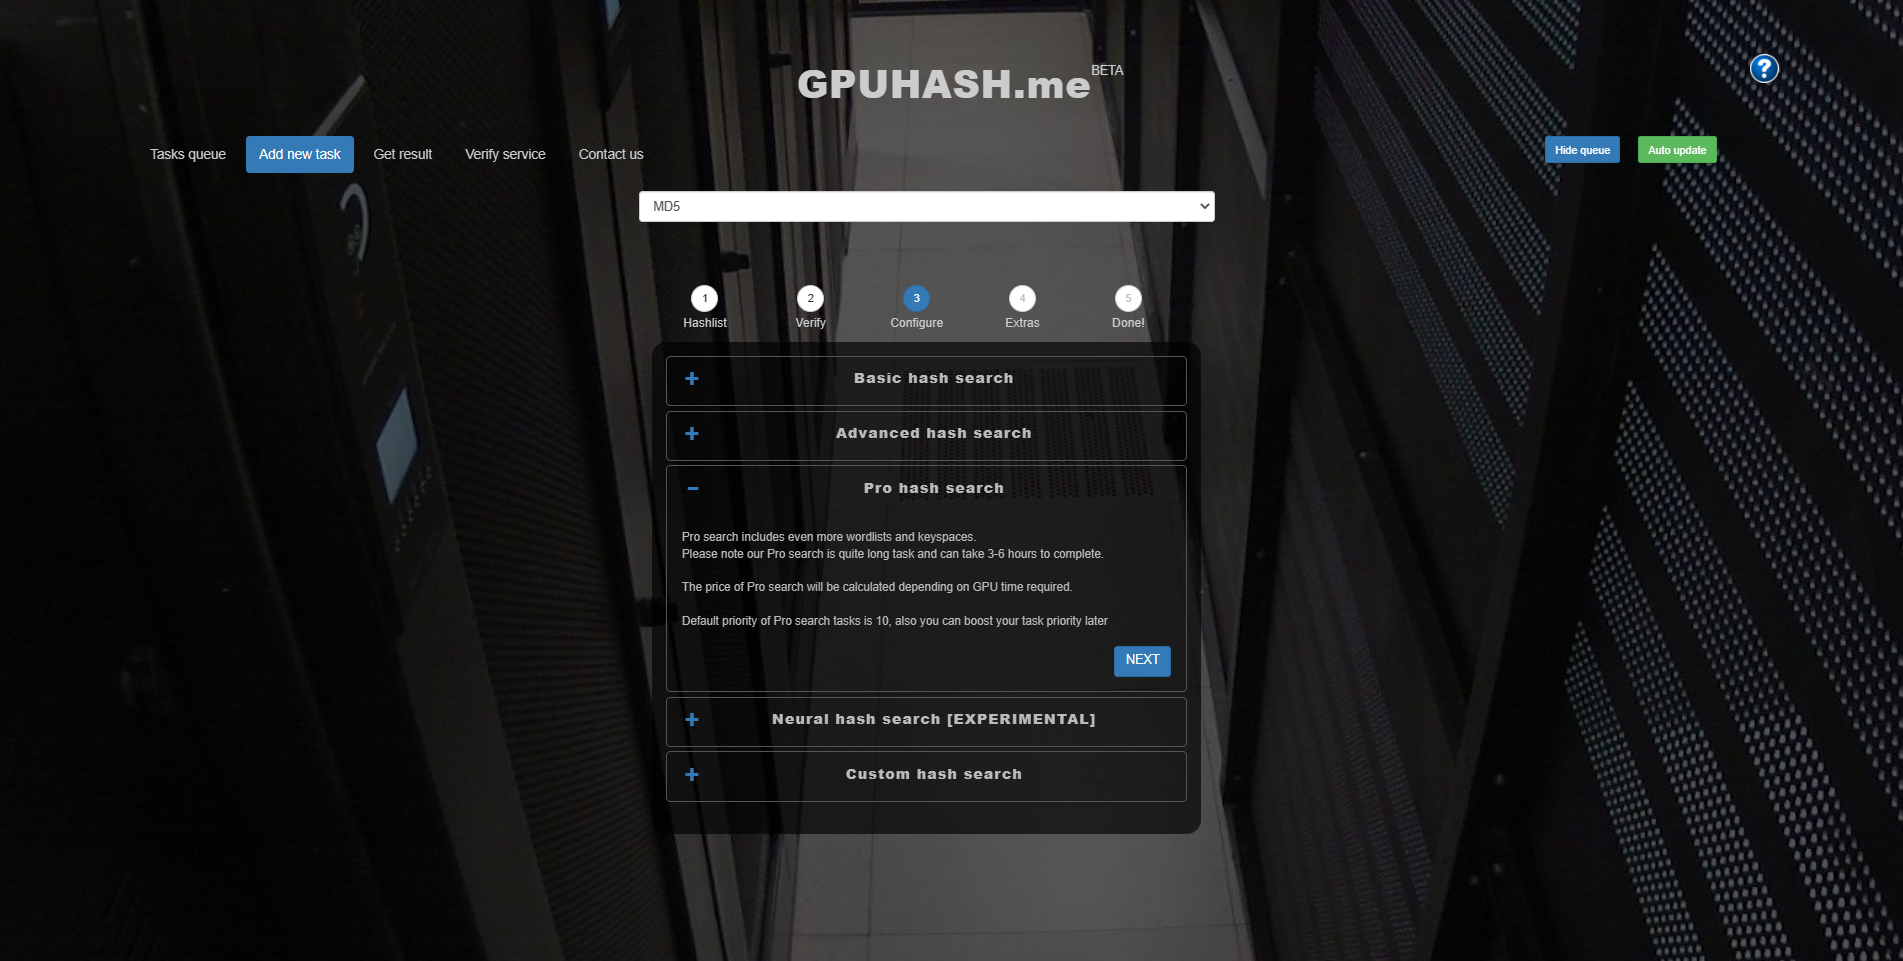 GPUHASH.me BETA
?
Tasks queue
Add new task
Get result
Verify service
Contact us
Hide queue
Auto update
MD5
1
2
3
4
5
Hashlist
Verify
Configure
Extras
Done!
+ Basic hash search
+ Advanced hash search
− Pro hash search
Pro search includes even more wordlists and keyspaces.
Please note our Pro search is quite long task and can take 3-6 hours to complete.
The price of Pro search will be calculated depending on GPU time required.
Default priority of Pro search tasks is 10, also you can boost your task priority later
NEXT
+ Neural hash search [EXPERIMENTAL]
+ Custom hash search